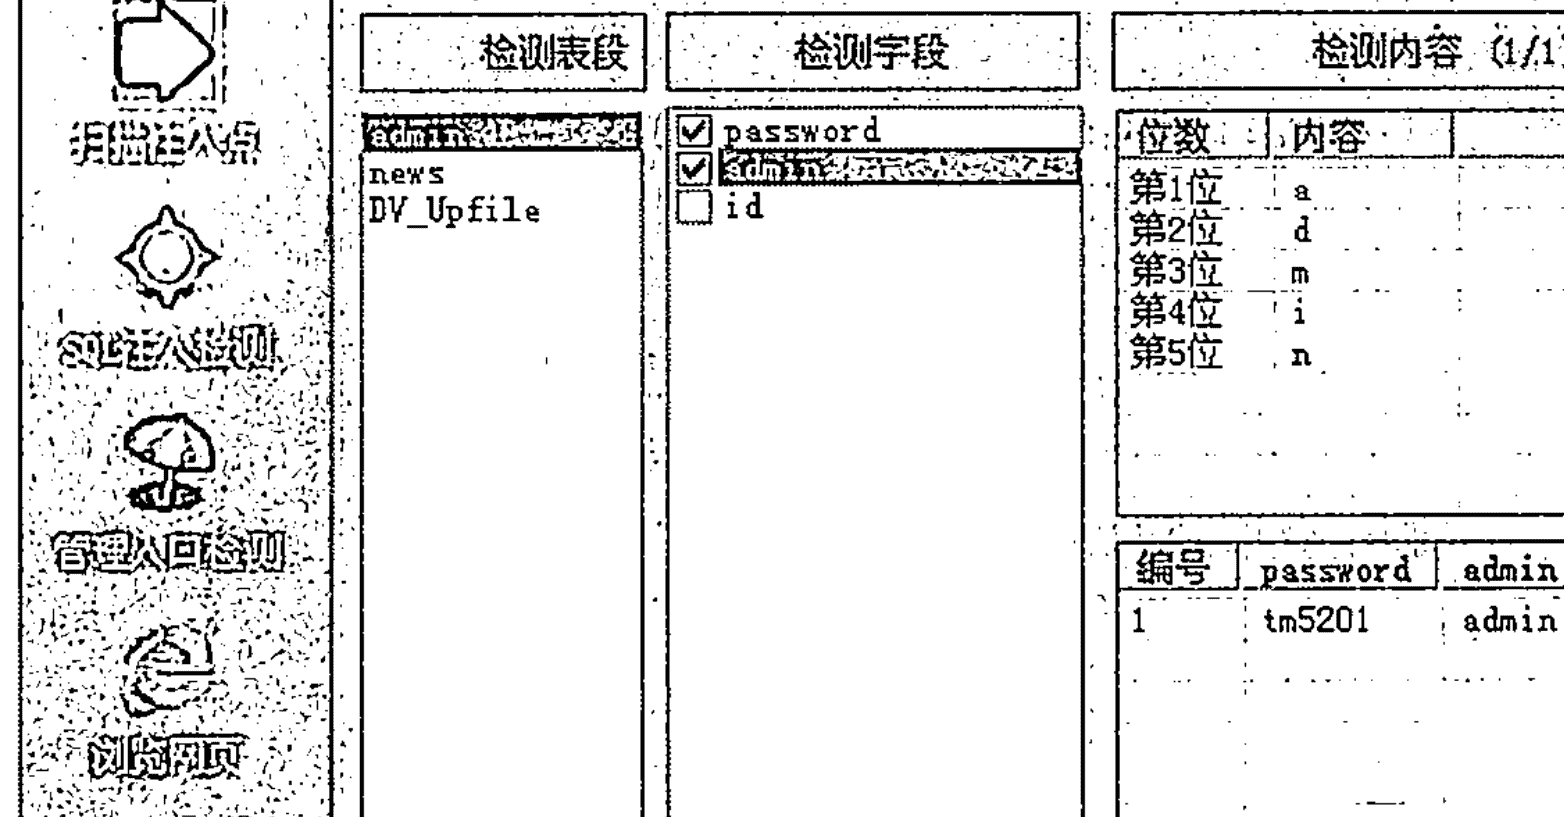 扫描注入点
SQL注入检测
管理入口检测
浏览网页
检测表段
admin
news
DV_Upfile
检测字段
password
admin
id
检测内容 (1/1)
位数 内容
第1位 a
第2位 d
第3位 m
第4位 i
第5位 n
编号 password admin
1 tm5201 admin